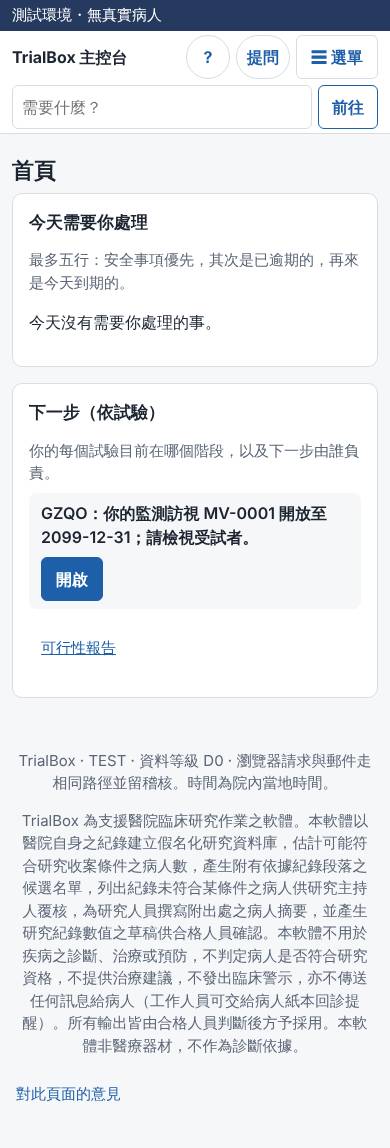 測試環境・無真實病人
TrialBox 主控台
?
提問
☰ 選單
需要什麼？
前往
首頁
今天需要你處理
最多五行：安全事項優先，其次是已逾期的，再來
是今天到期的。
今天沒有需要你處理的事。
下一步（依試驗）
你的每個試驗目前在哪個階段，以及下一步由誰負
責。
GZQO：你的監測訪視 MV-0001 開放至
2099-12-31；請檢視受試者。
開啟
可行性報告
TrialBox · TEST · 資料等級 D0 · 瀏覽器請求與郵件走
相同路徑並留稽核。時間為院內當地時間。
TrialBox 為支援醫院臨床研究作業之軟體。本軟體以
醫院自身之紀錄建立假名化研究資料庫，估計可能符
合研究收案條件之病人數，產生附有依據紀錄段落之
候選名單，列出紀錄未符合某條件之病人供研究主持
人覆核，為研究人員撰寫附出處之病人摘要，並產生
研究紀錄數值之草稿供合格人員確認。本軟體不用於
疾病之診斷、治療或預防，不判定病人是否符合研究
資格，不提供治療建議，不發出臨床警示，亦不傳送
任何訊息給病人（工作人員可交給病人紙本回診提
醒）。所有輸出皆由合格人員判斷後方予採用。本軟
體非醫療器材，不作為診斷依據。
對此頁面的意見